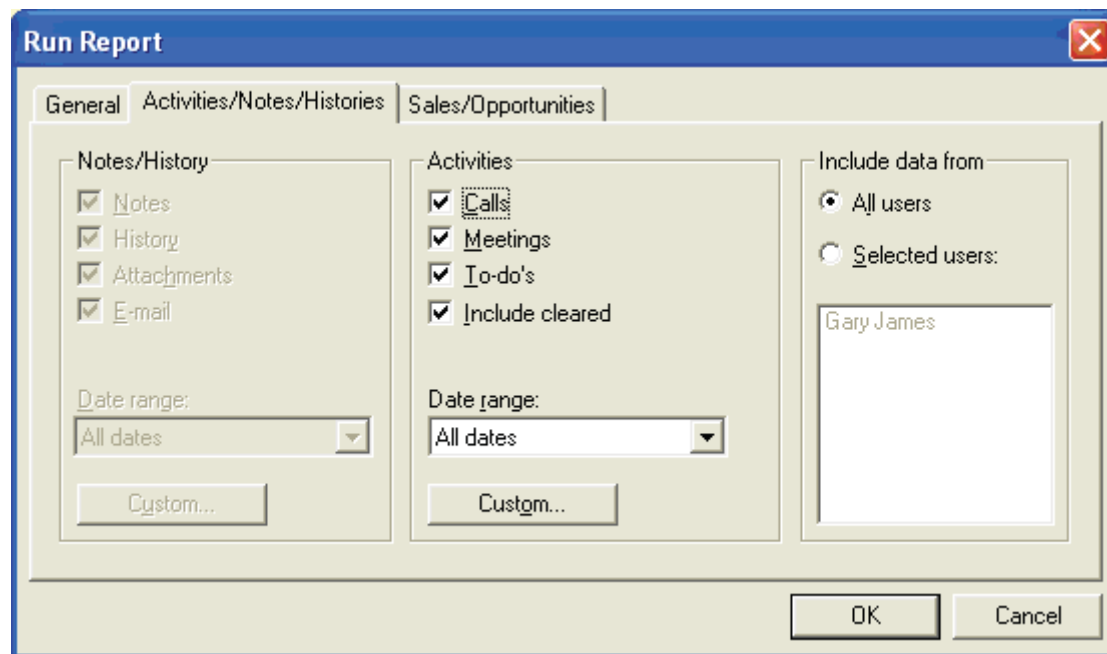 Run Report
General
Activities/Notes/Histories
Sales/Opportunities
Notes/History
Notes
History
Attachments
E-mail
Date range:
All dates
Custom...
Activities
Calls
Meetings
To-do's
Include cleared
Date range:
All dates
Custom...
Include data from
All users
Selected users:
Gary James
OK
Cancel